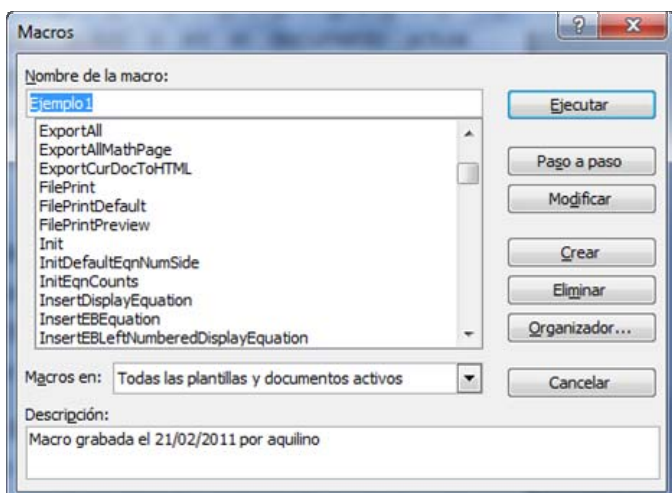 Macros
Nombre de la macro:
Ejemplo1
Ejecutar
ExportAll
ExportAllMathPage
ExportCurDocToHTML
FilePrint
FilePrintDefault
FilePrintPreview
Init
InitDefaultEqnNumSide
InitEqnCounts
InsertDisplayEquation
InsertEBEquation
InsertEBLeftNumberedDisplayEquation
Paso a paso
Modificar
Crear
Eliminar
Organizador...
Macros en: Todas las plantillas y documentos activos
Cancelar
Descripción:
Macro grabada el 21/02/2011 por aquilino